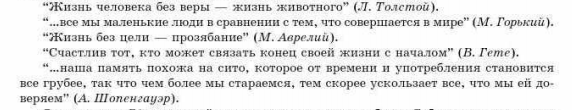 “Жизнь человека без веры — жизнь животного” (Л. Толстой).
“...все мы маленькие люди в сравнении с тем, что совершается в мире” (М. Горький).
“Жизнь без цели — прозябание” (М. Аврелий).
“Счастлив тот, кто может связать конец своей жизни с началом” (В. Гете).
“...наша память похожа на сито, которое от времени и употребления становится
все грубее, так что чем более мы стараемся, тем скорее ускользает все, что мы ей до-
веряем” (А. Шопенгауэр).